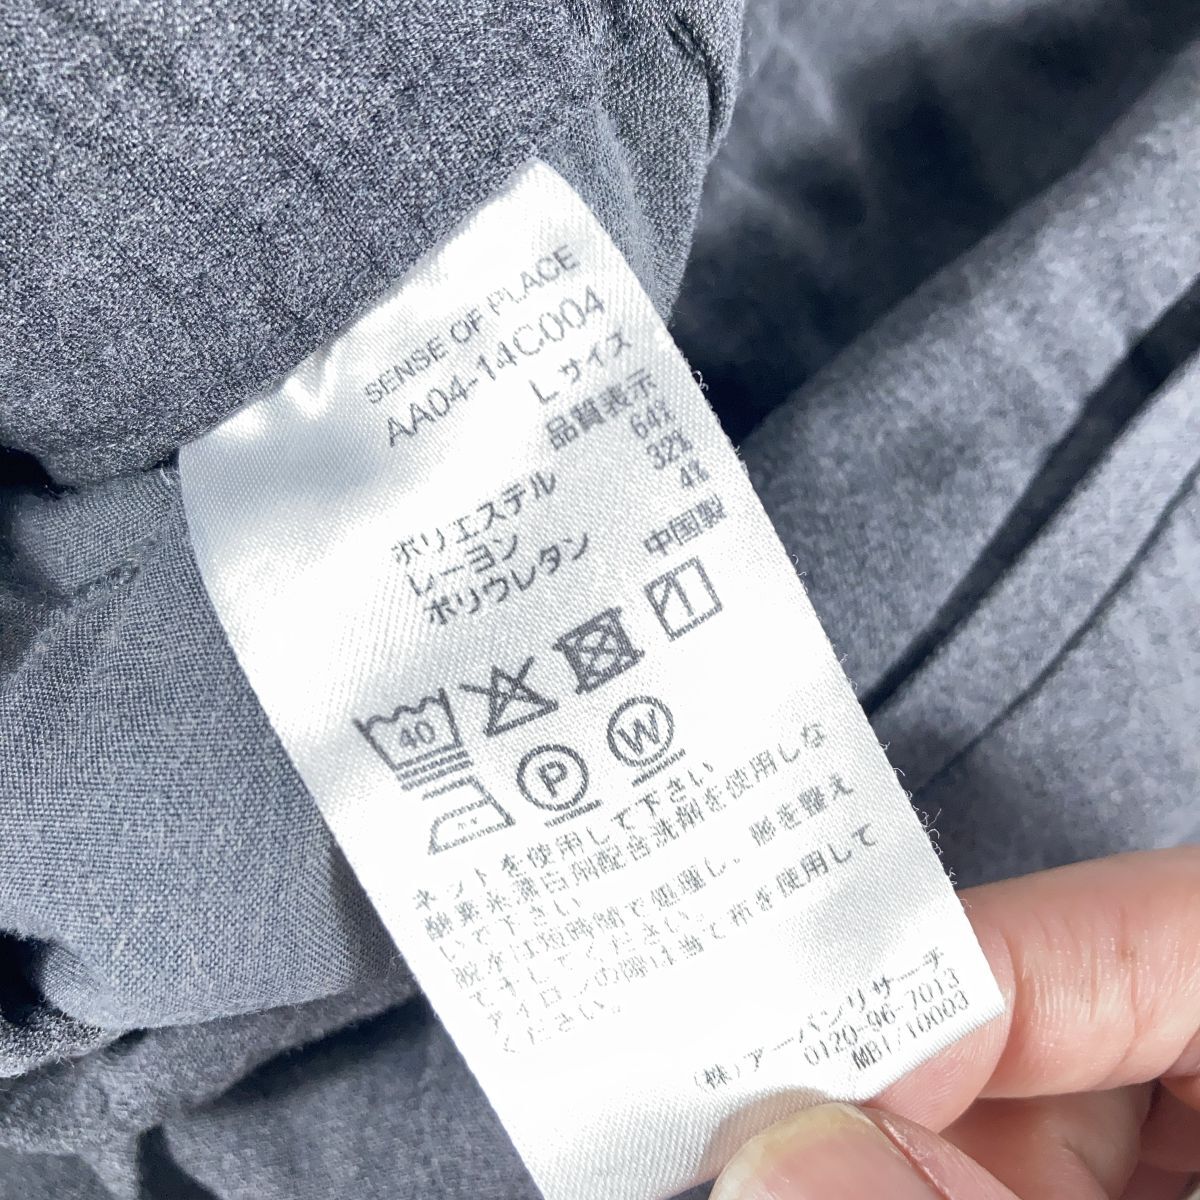 SENSE OF PLACE
AA04-14C004
Lサイズ
品質表示
ポリエステル 64%
レーヨン 32%
ポリウレタン 4%
中国製
40
P W
ネットを使用して下さい
酸素系漂白剤配合洗剤を使用しな
いで下さい
脱水は短時間で処理し、形を整え
て干してください。
アイロンの際は当て布を使用して
ください。
(株)アーバンリサーチ
0120-96-7013
MB1/10003